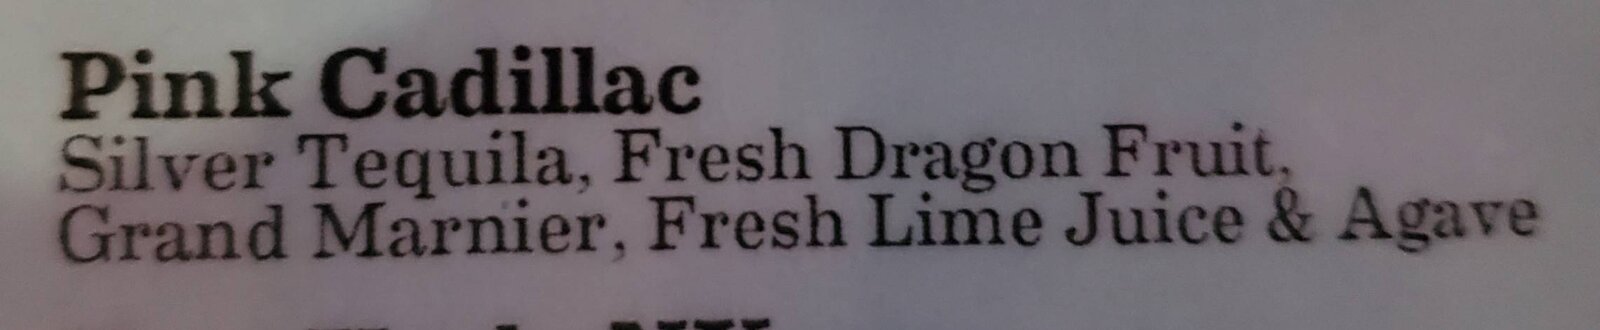 Pink Cadillac
Silver Tequila, Fresh Dragon Fruit,
Grand Marnier, Fresh Lime Juice & Agave